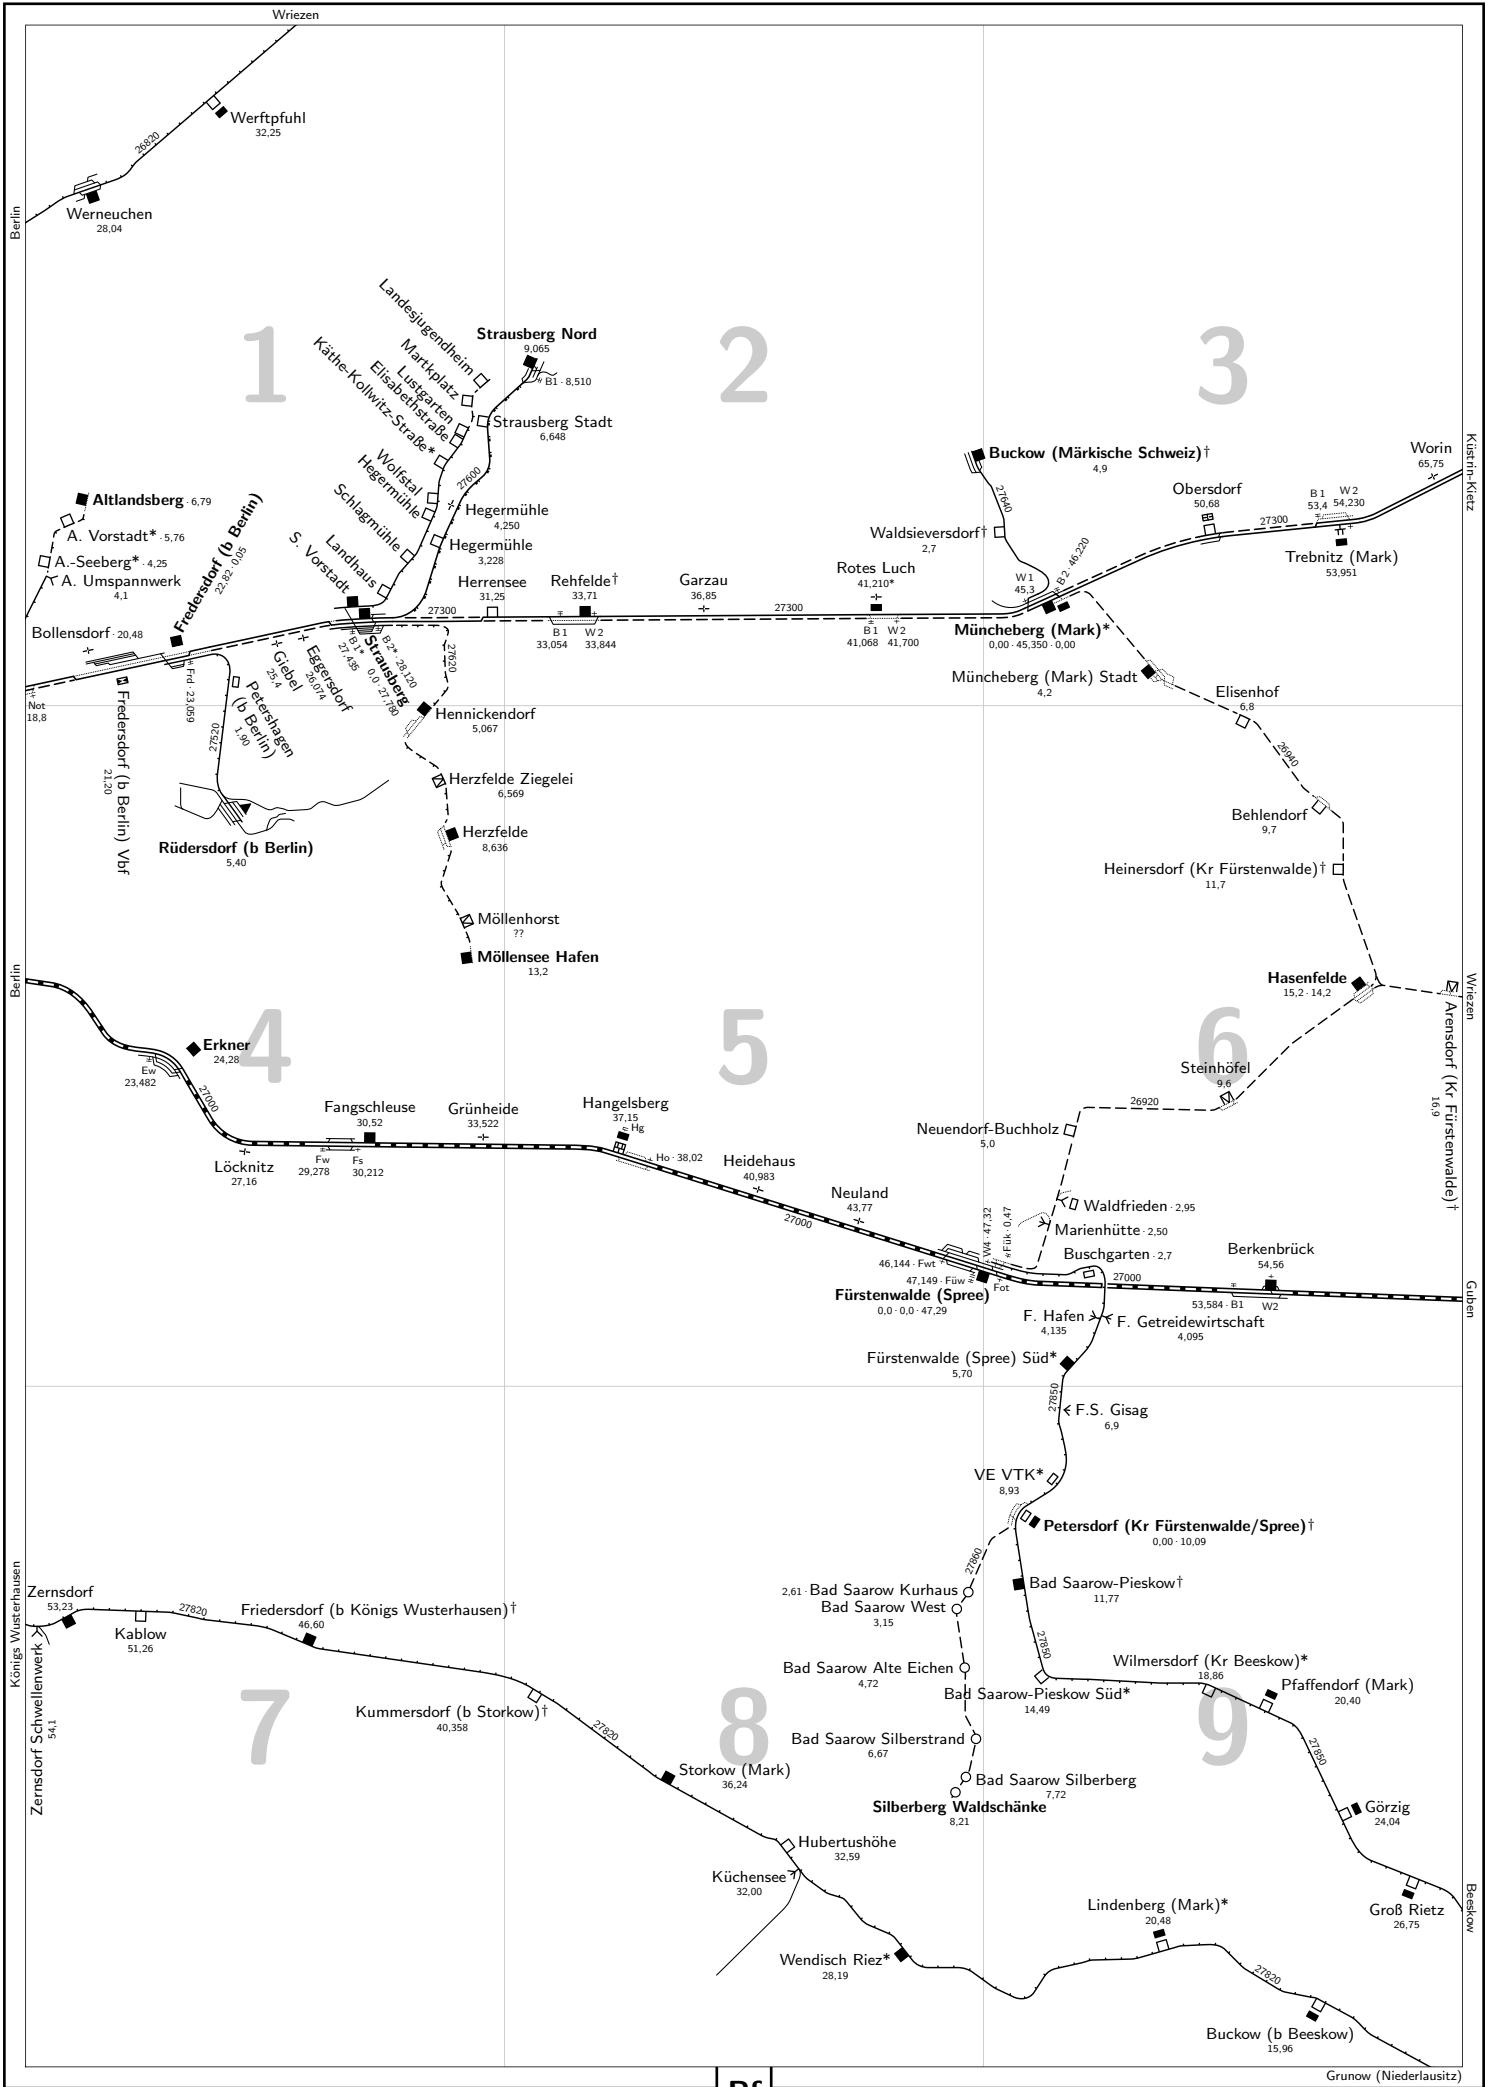 Wriezen
Berlin
Werftpfuhl
32,25
26820
Werneuchen
28,04
1
2
3
Landesjugendheim
Martkplatz
Lustgarten
Elisabethstraße
Käthe-Kollwitz-Straße*
Wolfstal
Hegermühle
Schlagmühle
Landhaus
S. Vorstadt
Strausberg Nord
9,065
B1 · 8,510
Strausberg Stadt
6,648
27600
Hegermühle
4,250
Hegermühle
3,228
Altlandsberg · 6,79
A. Vorstadt* · 5,76
A.-Seeberg* · 4,25
A. Umspannwerk
4,1
Fredersdorf (b Berlin)
22,82 · 0,05
Bollensdorf · 20,48
Not
18,8
Fredersdorf (b Berlin) Vbf
21,20
Frd · 23,059
Petershagen
(b Berlin)
1,90
27520
Giebel
25,4
Eggersdorf
26,074
B1*
27,435
Strausberg
0,0 · 27,780
B2* · 28,120
27300
27620
Herrensee
31,25
Rehfelde†
33,71
B1
33,054
W2
33,844
Garzau
36,85
27300
Rotes Luch
41,210*
B1
41,068
W2
41,700
Buckow (Märkische Schweiz)†
4,9
27640
Waldsieversdorf†
2,7
W1
45,3
B2 · 46,220
Müncheberg (Mark)*
0,00 · 45,350 · 0,00
Obersdorf
50,68
27300
B1
53,4
W2
54,230
Trebnitz (Mark)
53,951
Worin
65,75
Küstrin-Kietz
Müncheberg (Mark) Stadt
4,2
Elisenhof
6,8
26940
Behlendorf
9,7
Heinersdorf (Kr Fürstenwalde)†
11,7
Hasenfelde
15,2 · 14,2
Wriezen
Arensdorf (Kr Fürstenwalde)†
16,9
Hennickendorf
5,067
Herzfelde Ziegelei
6,569
Herzfelde
8,636
Möllenhorst
??
Möllensee Hafen
13,2
Rüdersdorf (b Berlin)
5,40
Berlin
4
5
6
Erkner
24,28
Ew
23,482
27000
Löcknitz
27,16
Fangschleuse
30,52
Fw
29,278
Fs
30,212
Grünheide
33,522
Hangelsberg
37,15
Hg
Ho · 38,02
Heidehaus
40,983
27000
Neuland
43,77
Steinhöfel
9,6
26920
Neuendorf-Buchholz
5,0
Waldfrieden · 2,95
Marienhütte · 2,50
Buschgarten · 2,7
W4 · 47,32
Fük · 0,47
46,144 · Fwt
47,149 · Füw
Fot
Fürstenwalde (Spree)
0,0 · 0,0 · 47,29
27000
Berkenbrück
54,56
53,584 · B1
W2
Guben
F. Hafen
4,135
F. Getreidewirtschaft
4,095
Fürstenwalde (Spree) Süd*
5,70
27850
F.S. Gisag
6,9
VE VTK*
8,93
Petersdorf (Kr Fürstenwalde/Spree)†
0,00 · 10,09
27860
Bad Saarow-Pieskow†
11,77
2,61 · Bad Saarow Kurhaus
Bad Saarow West
3,15
Bad Saarow Alte Eichen
4,72
27850
Bad Saarow-Pieskow Süd*
14,49
Bad Saarow Silberstrand
6,67
Bad Saarow Silberberg
7,72
Silberberg Waldschänke
8,21
Wilmersdorf (Kr Beeskow)*
18,86
Pfaffendorf (Mark)
20,40
27850
Görzig
24,04
Groß Rietz
26,75
Beeskow
7
8
9
Königs Wusterhausen
Zernsdorf
53,23
Zernsdorf Schwellenwerk
54,1
Kablow
51,26
27820
Friedersdorf (b Königs Wusterhausen)†
46,60
Kummersdorf (b Storkow)†
40,358
27820
Storkow (Mark)
36,24
Hubertushöhe
32,59
Küchensee
32,00
Wendisch Riez*
28,19
Lindenberg (Mark)*
20,48
27820
Buckow (b Beeskow)
15,96
Grunow (Niederlausitz)
Bf